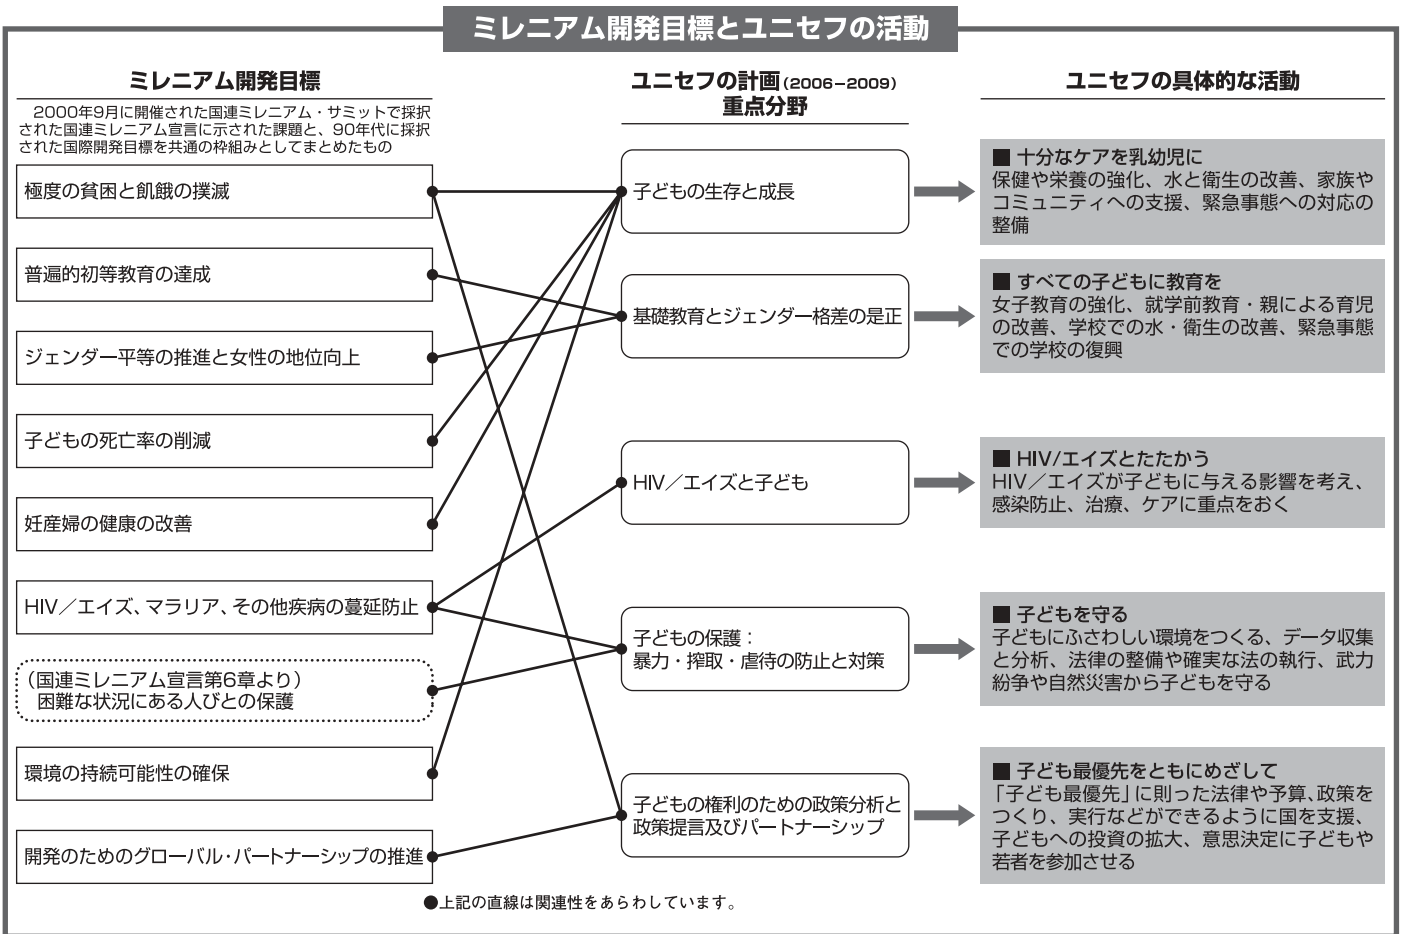 ミレニアム開発目標とユニセフの活動
ミレニアム開発目標
2000年9月に開催された国連ミレニアム・サミットで採択
された国連ミレニアム宣言に示された課題と、90年代に採択
された国際開発目標を共通の枠組みとしてまとめたもの
極度の貧困と飢餓の撲滅
普遍的初等教育の達成
ジェンダー平等の推進と女性の地位向上
子どもの死亡率の削減
妊産婦の健康の改善
HIV／エイズ、マラリア、その他疾病の蔓延防止
（国連ミレニアム宣言第6章より）
困難な状況にある人びとの保護
環境の持続可能性の確保
開発のためのグローバル・パートナーシップの推進
ユニセフの計画（2006－2009）
重点分野
子どもの生存と成長
基礎教育とジェンダー格差の是正
HIV／エイズと子ども
子どもの保護：
暴力・搾取・虐待の防止と対策
子どもの権利のための政策分析と
政策提言及びパートナーシップ
ユニセフの具体的な活動
■ 十分なケアを乳幼児に
保健や栄養の強化、水と衛生の改善、家族や
コミュニティへの支援、緊急事態への対応の
整備
■ すべての子どもに教育を
女子教育の強化、就学前教育・親による育児
の改善、学校での水・衛生の改善、緊急事態
での学校の復興
■ HIV/エイズとたたかう
HIV／エイズが子どもに与える影響を考え、
感染防止、治療、ケアに重点をおく
■ 子どもを守る
子どもにふさわしい環境をつくる、データ収集
と分析、法律の整備や確実な法の執行、武力
紛争や自然災害から子どもを守る
■ 子ども最優先をともにめざして
「子ども最優先」に則った法律や予算、政策を
つくり、実行などができるように国を支援、
子どもへの投資の拡大、意思決定に子どもや
若者を参加させる
●上記の直線は関連性をあらわしています。